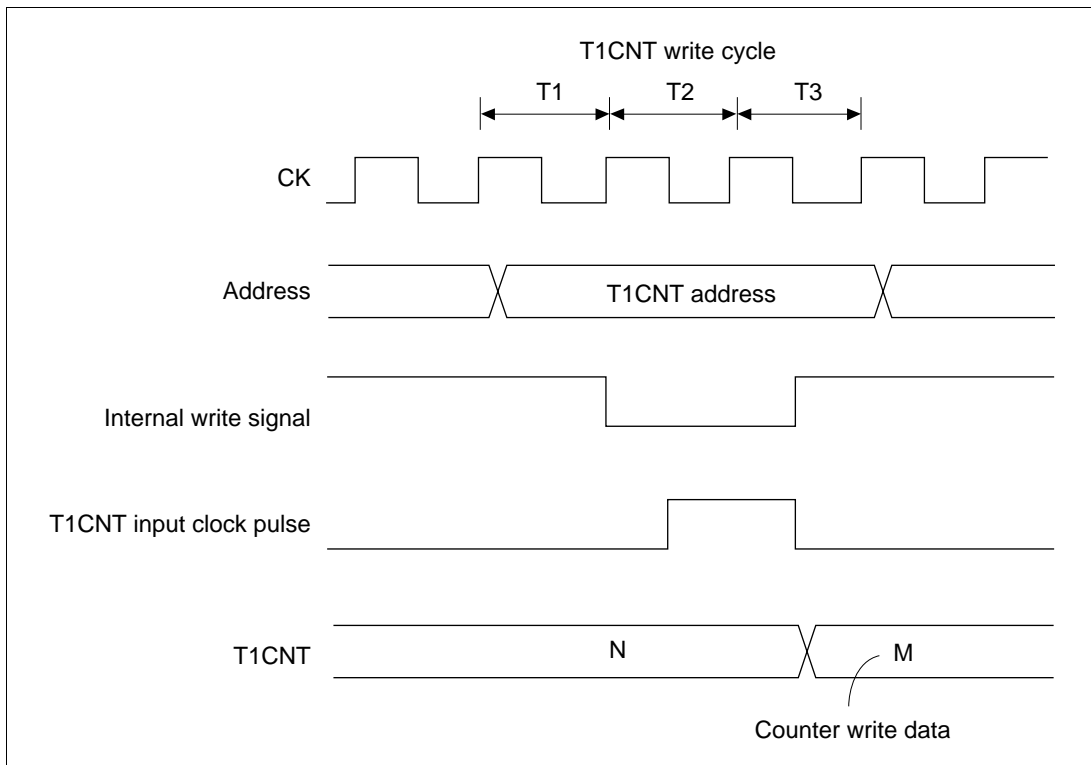 T1CNT write cycle
T1 T2 T3
CK
Address
T1CNT address
Internal write signal
T1CNT input clock pulse
T1CNT
N
M
Counter write data